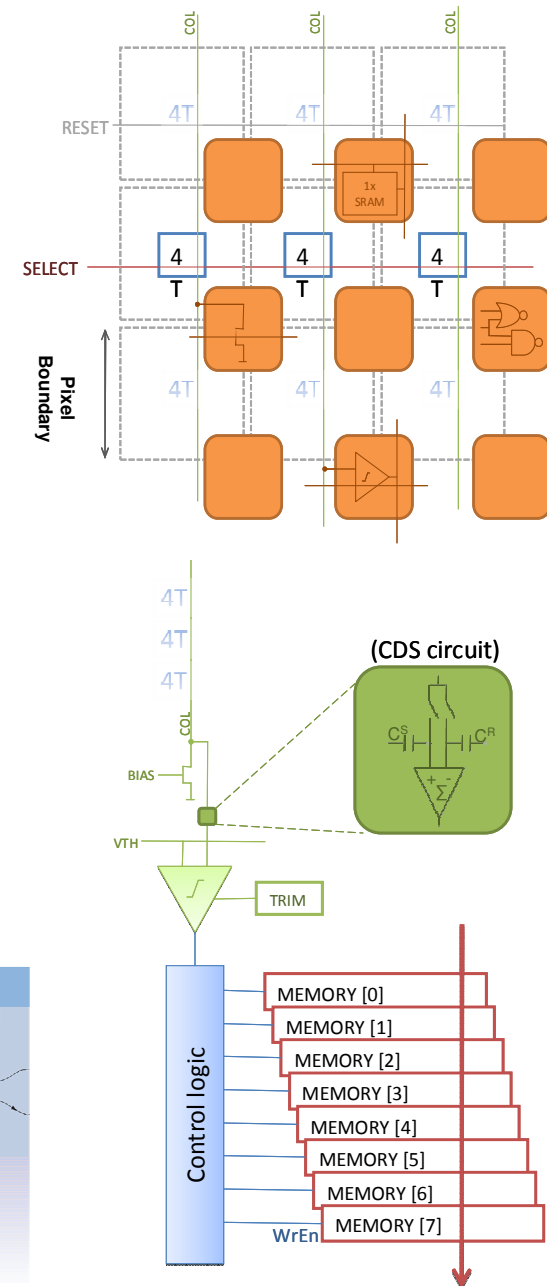 COL COL COL
4T 4T 4T
RESET
1x
SRAM
4 4 4
SELECT
T T T
Pixel
Boundary
4T 4T 4T
4T
4T
4T
(CDS circuit)
COL
C^S C^R
BIAS
+ -
Σ
VTH
TRIM
Control logic
MEMORY [0]
MEMORY [1]
MEMORY [2]
MEMORY [3]
MEMORY [4]
MEMORY [5]
MEMORY [6]
MEMORY [7]
WrEn